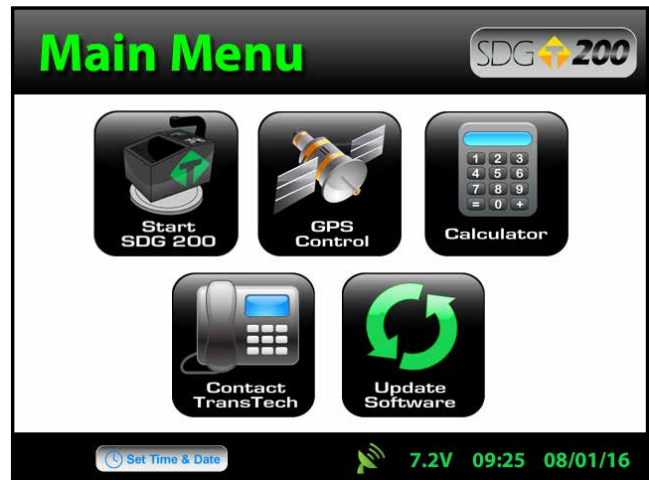 Main Menu
SDG T 200
Start
SDG 200
GPS
Control
1 2 3
4 5 6
7 8 9
= 0 +
Calculator
T
Contact
TransTech
Update
Software
Set Time & Date
7.2V 09:25 08/01/16